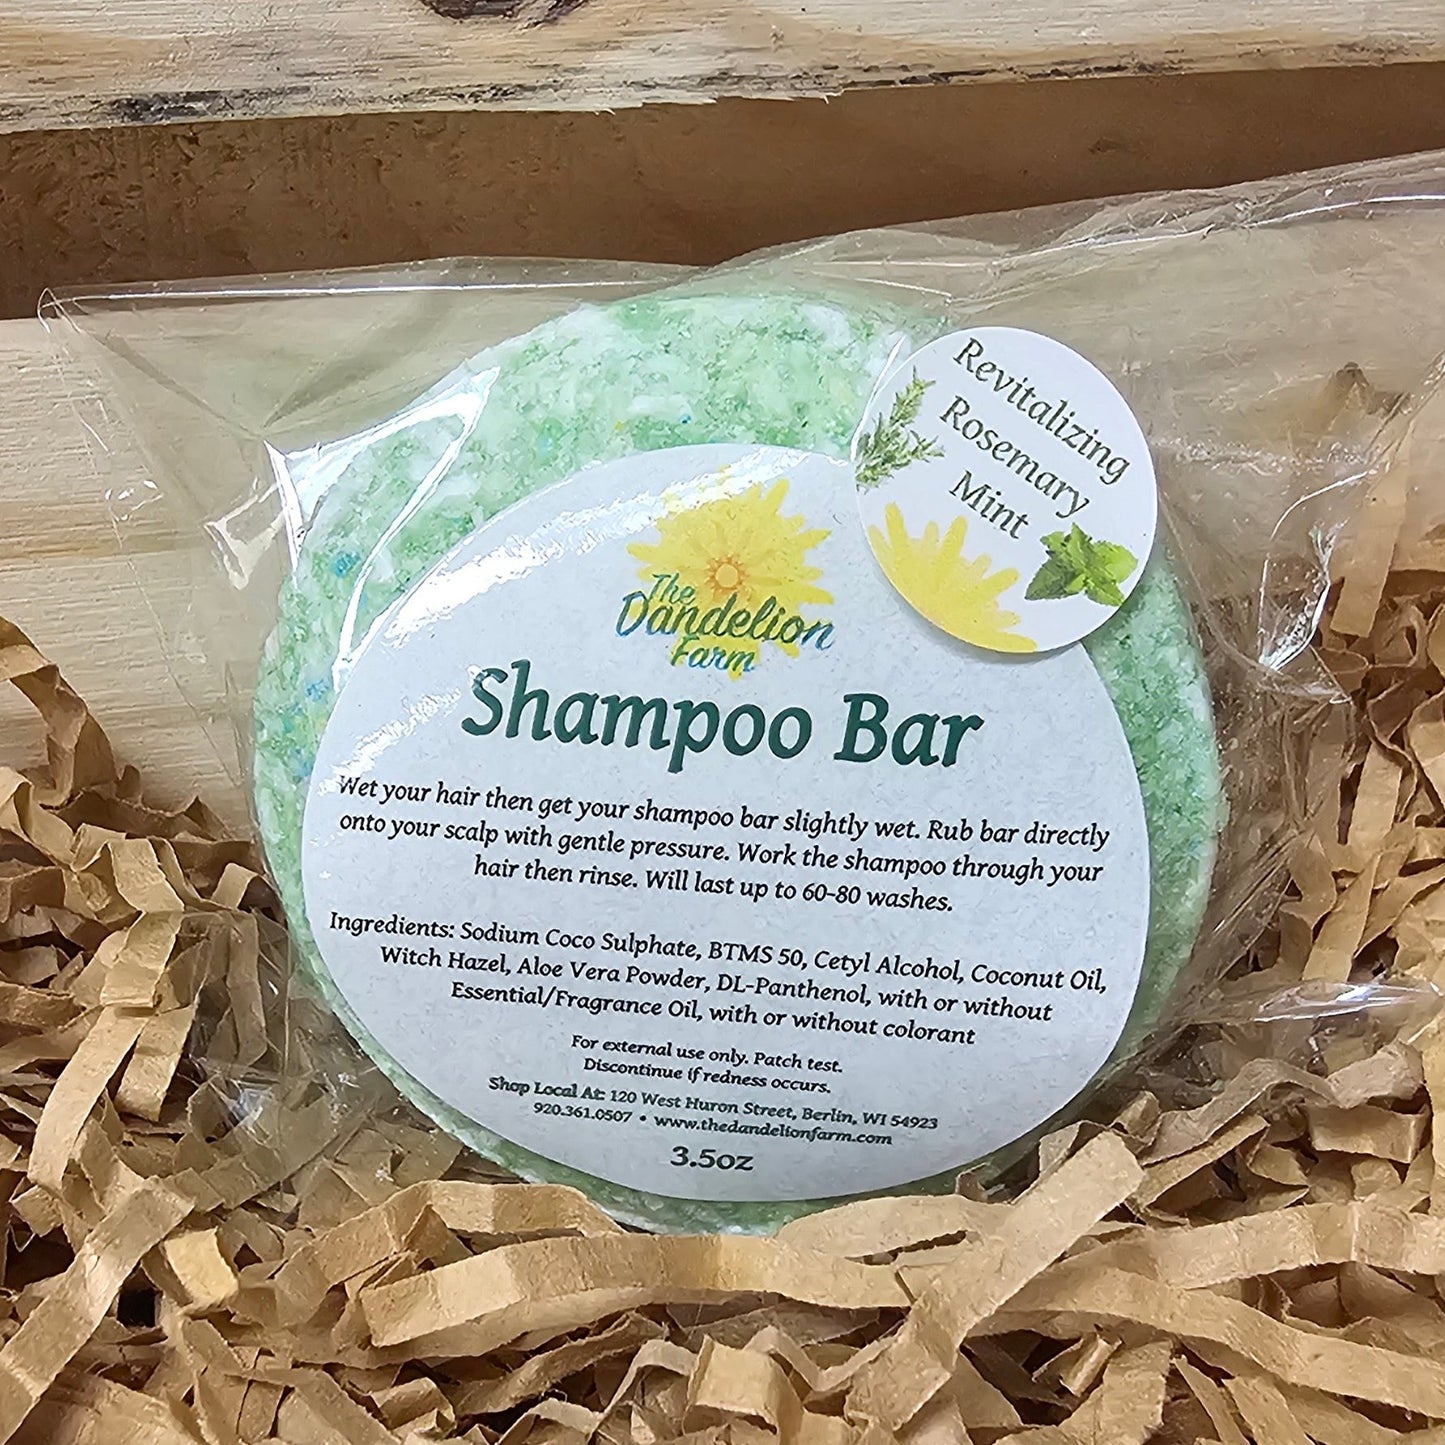 Revitalizing
Rosemary
Mint
The
Dandelion
Farm
Shampoo Bar
Wet your hair then get your shampoo bar slightly wet. Rub bar directly
onto your scalp with gentle pressure. Work the shampoo through your
hair then rinse. Will last up to 60-80 washes.
Ingredients: Sodium Coco Sulphate, BTMS 50, Cetyl Alcohol, Coconut Oil,
Witch Hazel, Aloe Vera Powder, DL-Panthenol, with or without
Essential/Fragrance Oil, with or without colorant
For external use only. Patch test.
Discontinue if redness occurs.
Shop Local At: 120 West Huron Street, Berlin, WI 54923
920.361.0507 • www.thedandelionfarm.com
3.5oz